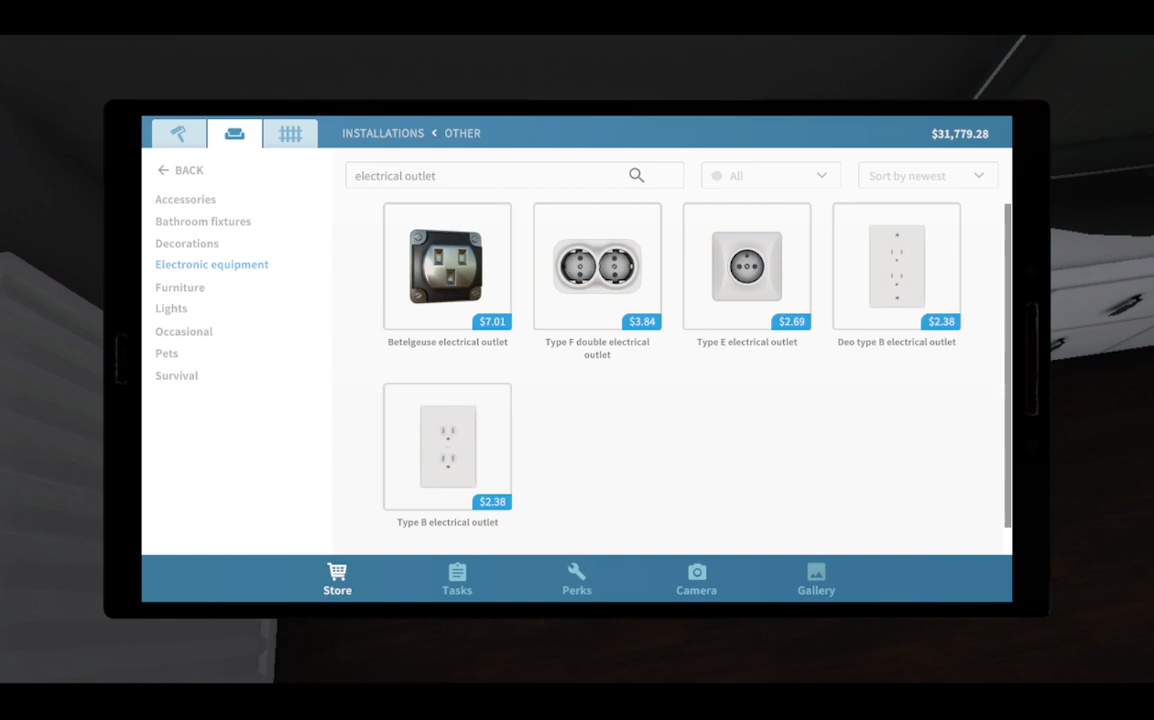 INSTALLATIONS < OTHER
$31,779.28
BACK
electrical outlet
All
Sort by newest
Accessories
Bathroom fixtures
Decorations
Electronic equipment
Furniture
Lights
Occasional
Pets
Survival
$7.01
Betelgeuse electrical outlet
$3.84
Type F double electrical
outlet
$2.69
Type E electrical outlet
$2.38
Deo type B electrical outlet
$2.38
Type B electrical outlet
Store
Tasks
Perks
Camera
Gallery